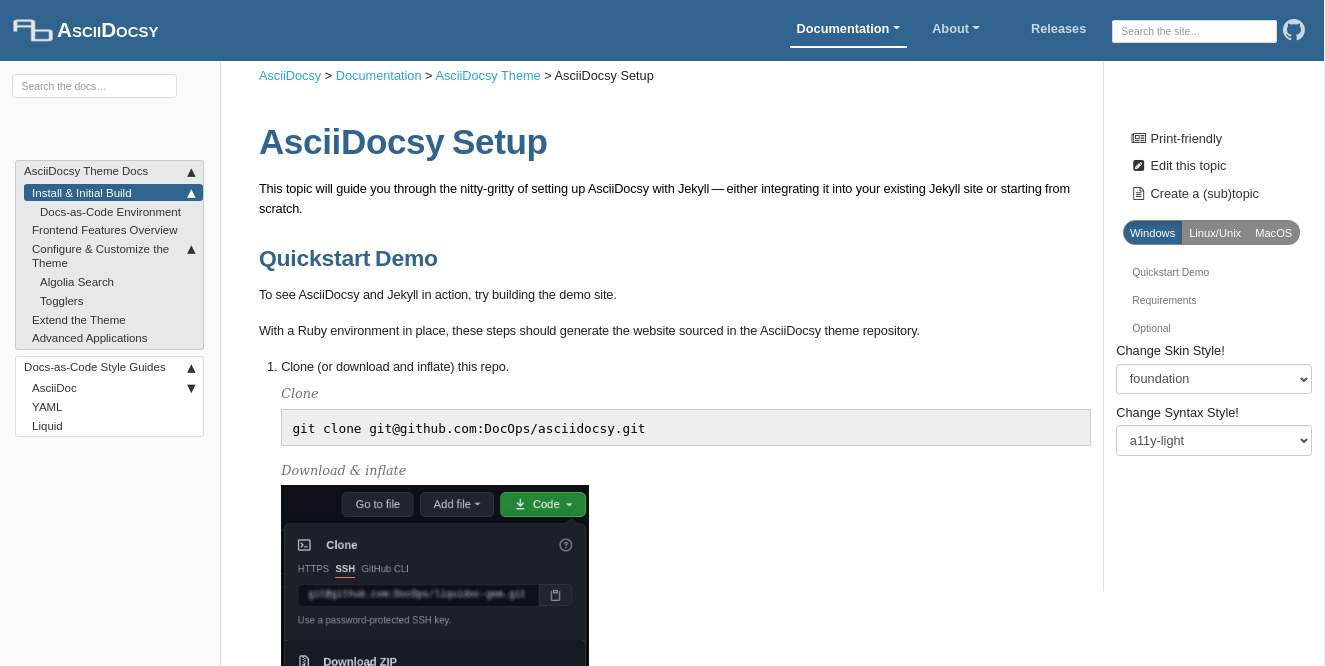 AsciiDocsy
Documentation
About
Releases
Search the site…
Search the docs…
AsciiDocsy > Documentation > AsciiDocsy Theme > AsciiDocsy Setup
AsciiDocsy Theme Docs ▲
Install & Initial Build ▲
Docs-as-Code Environment
Frontend Features Overview
Configure & Customize the ▲
Theme
Algolia Search
Togglers
Extend the Theme
Advanced Applications
Docs-as-Code Style Guides ▲
AsciiDoc ▼
YAML
Liquid
AsciiDocsy Setup
This topic will guide you through the nitty-gritty of setting up AsciiDocsy with Jekyll — either integrating it into your existing Jekyll site or starting from
scratch.
Quickstart Demo
To see AsciiDocsy and Jekyll in action, try building the demo site.
With a Ruby environment in place, these steps should generate the website sourced in the AsciiDocsy theme repository.
1. Clone (or download and inflate) this repo.
Clone
git clone git@github.com:DocOps/asciidocsy.git
Download & inflate
Go to file
Add file
Code
Clone
HTTPS SSH GitHub CLI
git@github.com:DocOps/liquidoc-gem.git
Use a password-protected SSH key.
Download ZIP
Print-friendly
Edit this topic
Create a (sub)topic
Windows Linux/Unix MacOS
Quickstart Demo
Requirements
Optional
Change Skin Style!
foundation
Change Syntax Style!
a11y-light